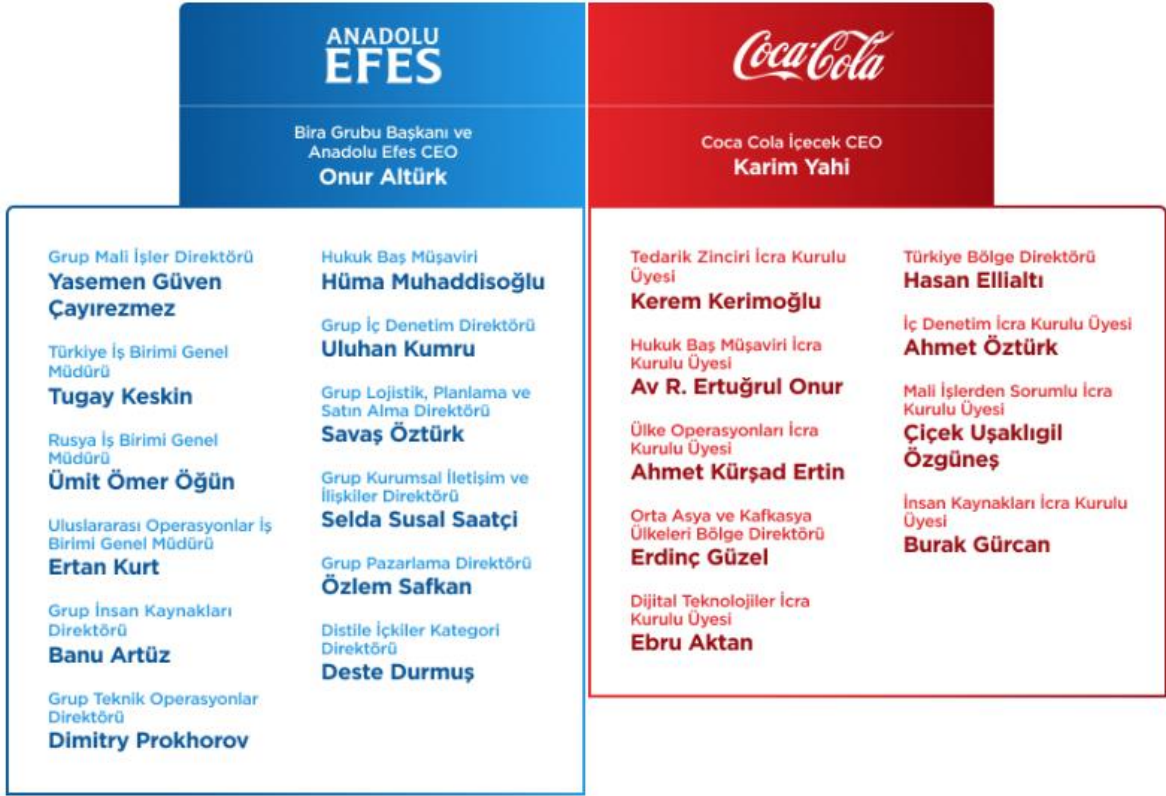 ANADOLU
EFES
Bira Grubu Başkanı ve
Anadolu Efes CEO
Onur Altürk
Grup Mali İşler Direktörü
Yasemen Güven
Çayırezmez
Türkiye İş Birimi Genel
Müdürü
Tugay Keskin
Rusya İş Birimi Genel
Müdürü
Ümit Ömer Öğün
Uluslararası Operasyonlar İş
Birimi Genel Müdürü
Ertan Kurt
Grup İnsan Kaynakları
Direktörü
Banu Artüz
Grup Teknik Operasyonlar
Direktörü
Dimitry Prokhorov
Hukuk Baş Müşaviri
Hüma Muhaddisoğlu
Grup İç Denetim Direktörü
Uluhan Kumru
Grup Lojistik, Planlama ve
Satın Alma Direktörü
Savaş Öztürk
Grup Kurumsal İletişim ve
İlişkiler Direktörü
Selda Susal Saatçi
Grup Pazarlama Direktörü
Özlem Safkan
Distile İçkiler Kategori
Direktörü
Deste Durmuş
Coca-Cola
Coca Cola İçecek CEO
Karim Yahi
Tedarik Zinciri İcra Kurulu
Üyesi
Kerem Kerimoğlu
Hukuk Baş Müşaviri İcra
Kurulu Üyesi
Av R. Ertuğrul Onur
Ülke Operasyonları İcra
Kurulu Üyesi
Ahmet Kürşad Ertin
Orta Asya ve Kafkasya
Ülkeleri Bölge Direktörü
Erdinç Güzel
Dijital Teknolojiler İcra
Kurulu Üyesi
Ebru Aktan
Türkiye Bölge Direktörü
Hasan Ellialtı
İç Denetim İcra Kurulu Üyesi
Ahmet Öztürk
Mali İşlerden Sorumlu İcra
Kurulu Üyesi
Çiçek Uşaklıgil
Özgüneş
İnsan Kaynakları İcra Kurulu
Üyesi
Burak Gürcan